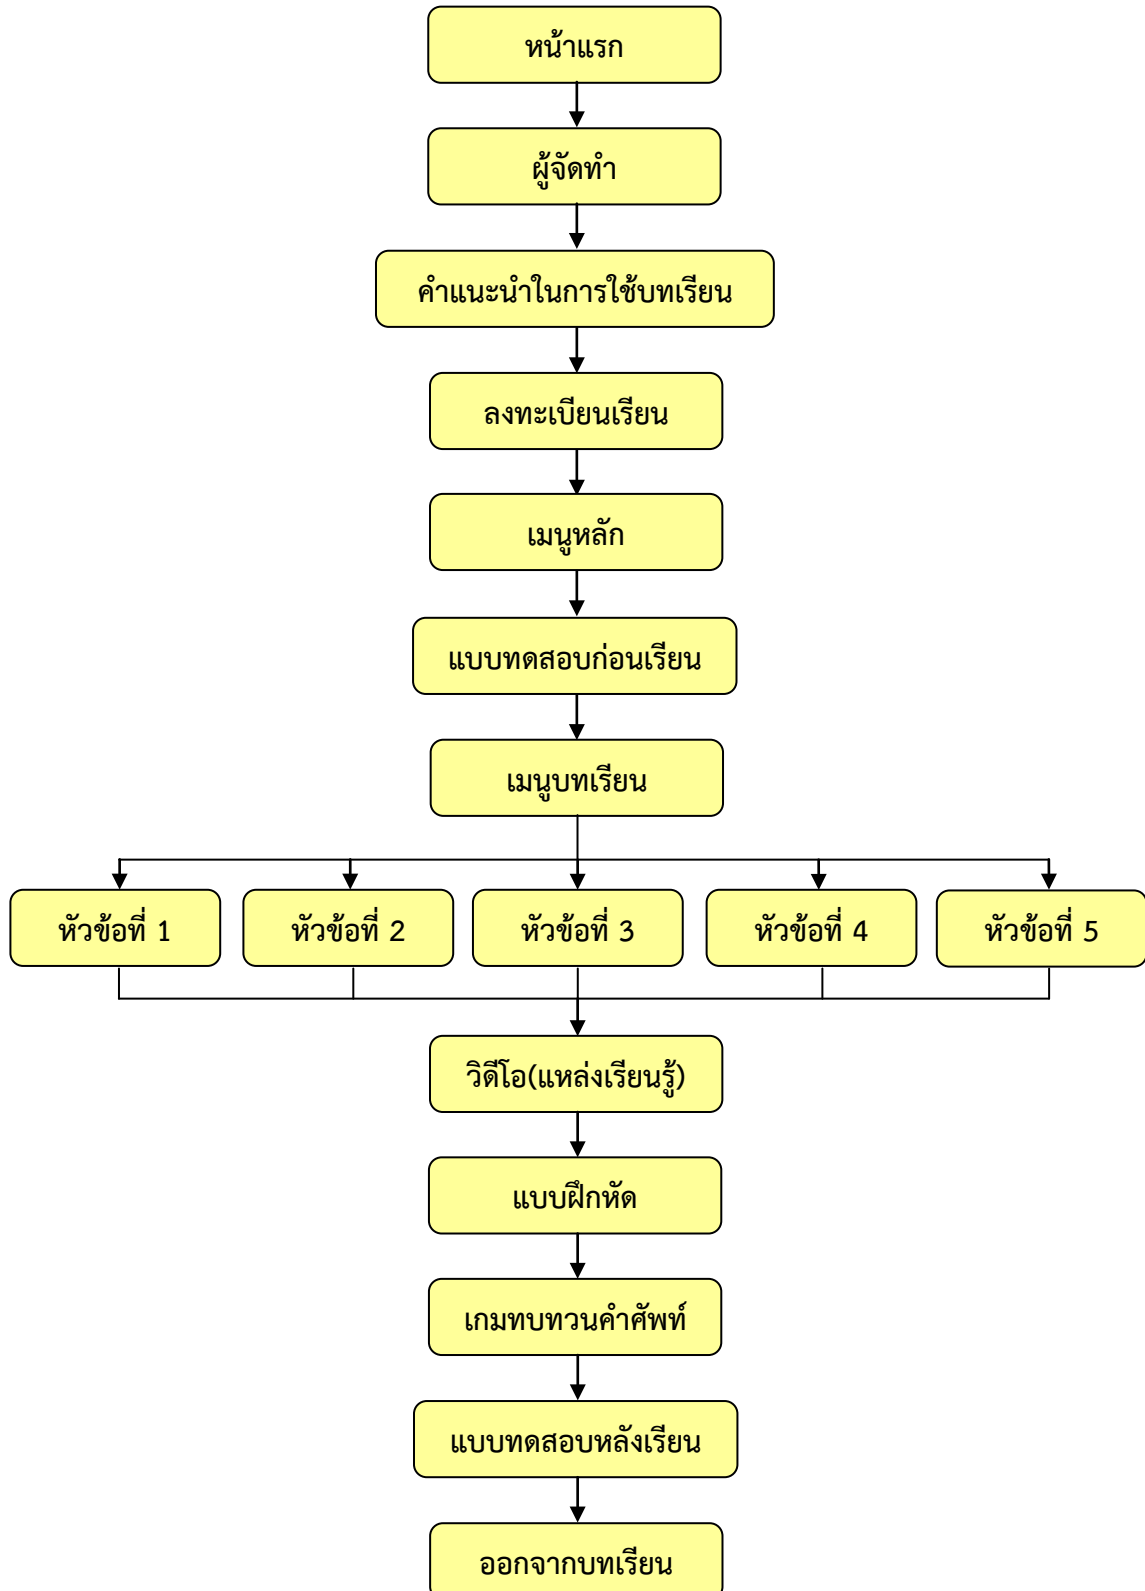 หน้าแรก
ผู้จัดทำ
คำแนะนำในการใช้บทเรียน
ลงทะเบียนเรียน
เมนูหลัก
แบบทดสอบก่อนเรียน
เมนูบทเรียน
หัวข้อที่ 1
หัวข้อที่ 2
หัวข้อที่ 3
หัวข้อที่ 4
หัวข้อที่ 5
วิดีโอ(แหล่งเรียนรู้)
แบบฝึกหัด
เกมทบทวนคำศัพท์
แบบทดสอบหลังเรียน
ออกจากบทเรียน